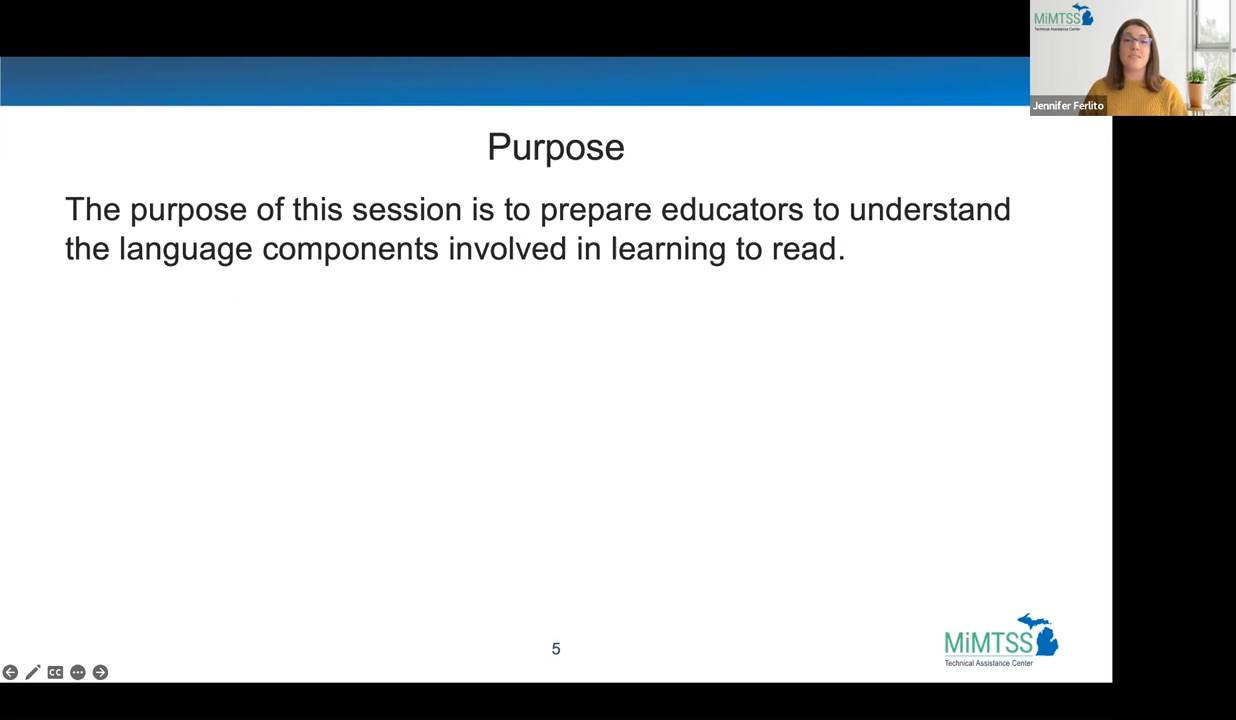 MiMTSS
Technical Assistance Center
Jennifer Ferlito
Purpose
The purpose of this session is to prepare educators to understand
the language components involved in learning to read.
5
MiMTSS
Technical Assistance Center
CC